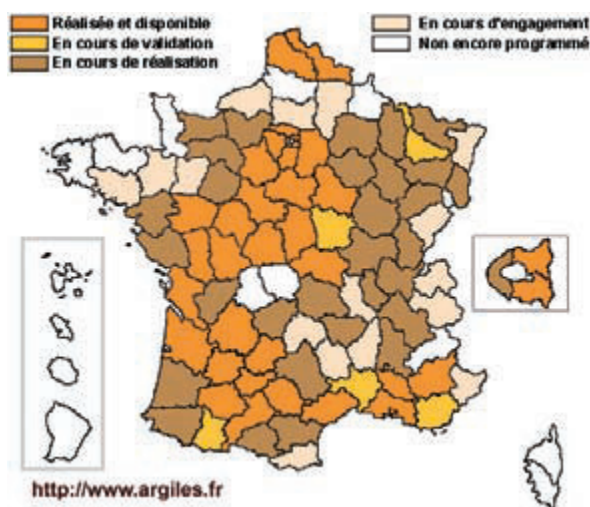 Réalisée et disponible
En cours de validation
En cours de réalisation
En cours d'engagement
Non encore programmé
http://www.argiles.fr